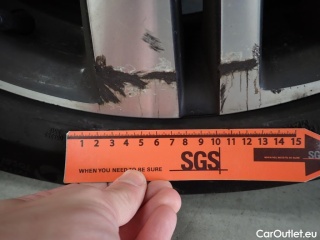 1 2 3 4 5 6 7 8 9 10 11 12 13 14 15
WHEN YOU NEED TO BE SURE SGS
SG
CarOutlet.eu